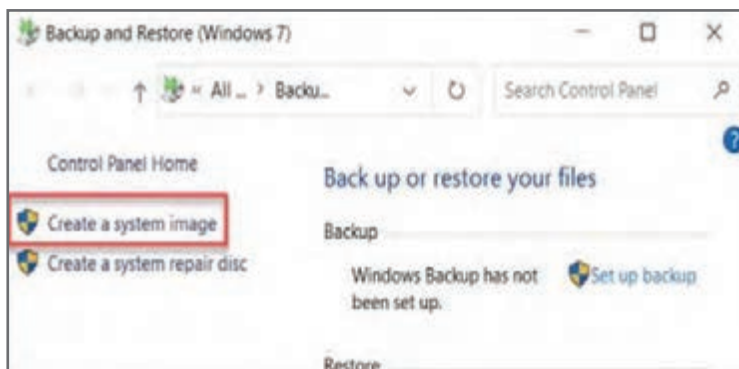 Backup and Restore (Windows 7)
« All ... > Backu...
Search Control Panel
?
Control Panel Home
Back up or restore your files
Create a system image
Backup
Create a system repair disc
Windows Backup has not
been set up.
Set up backup
Restore